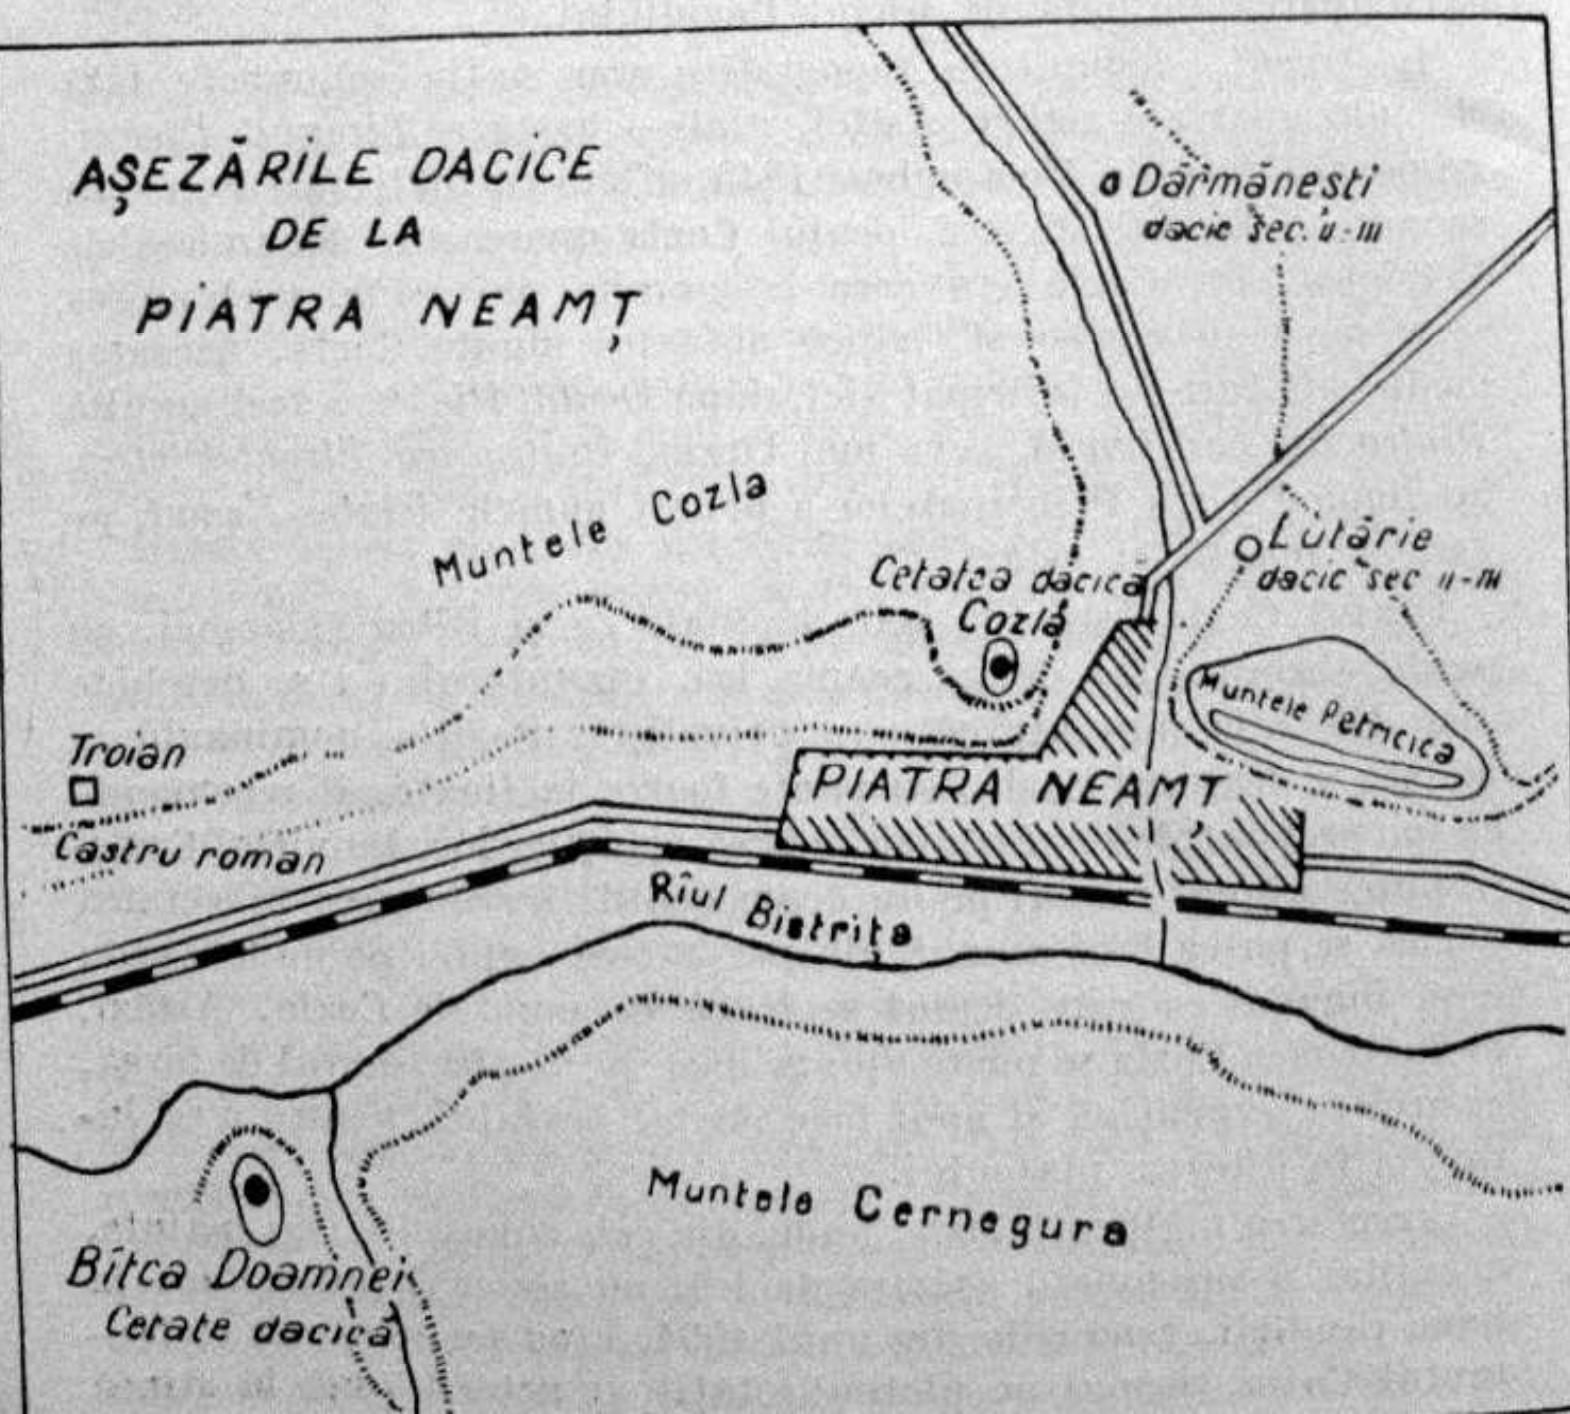 AȘEZĂRILE DACICE
DE LA
PIATRA NEAMȚ
Dărmănești
dacic sec. II-III
Muntele Cozla
Lutărie
dacic sec II-III
Cetatea dacică
Cozla
Muntele Petricica
Troian
Castru roman
PIATRA NEAMȚ
Rîul Bistrița
Muntele Cernegura
Bîtca Doamnei
Cetate dacică